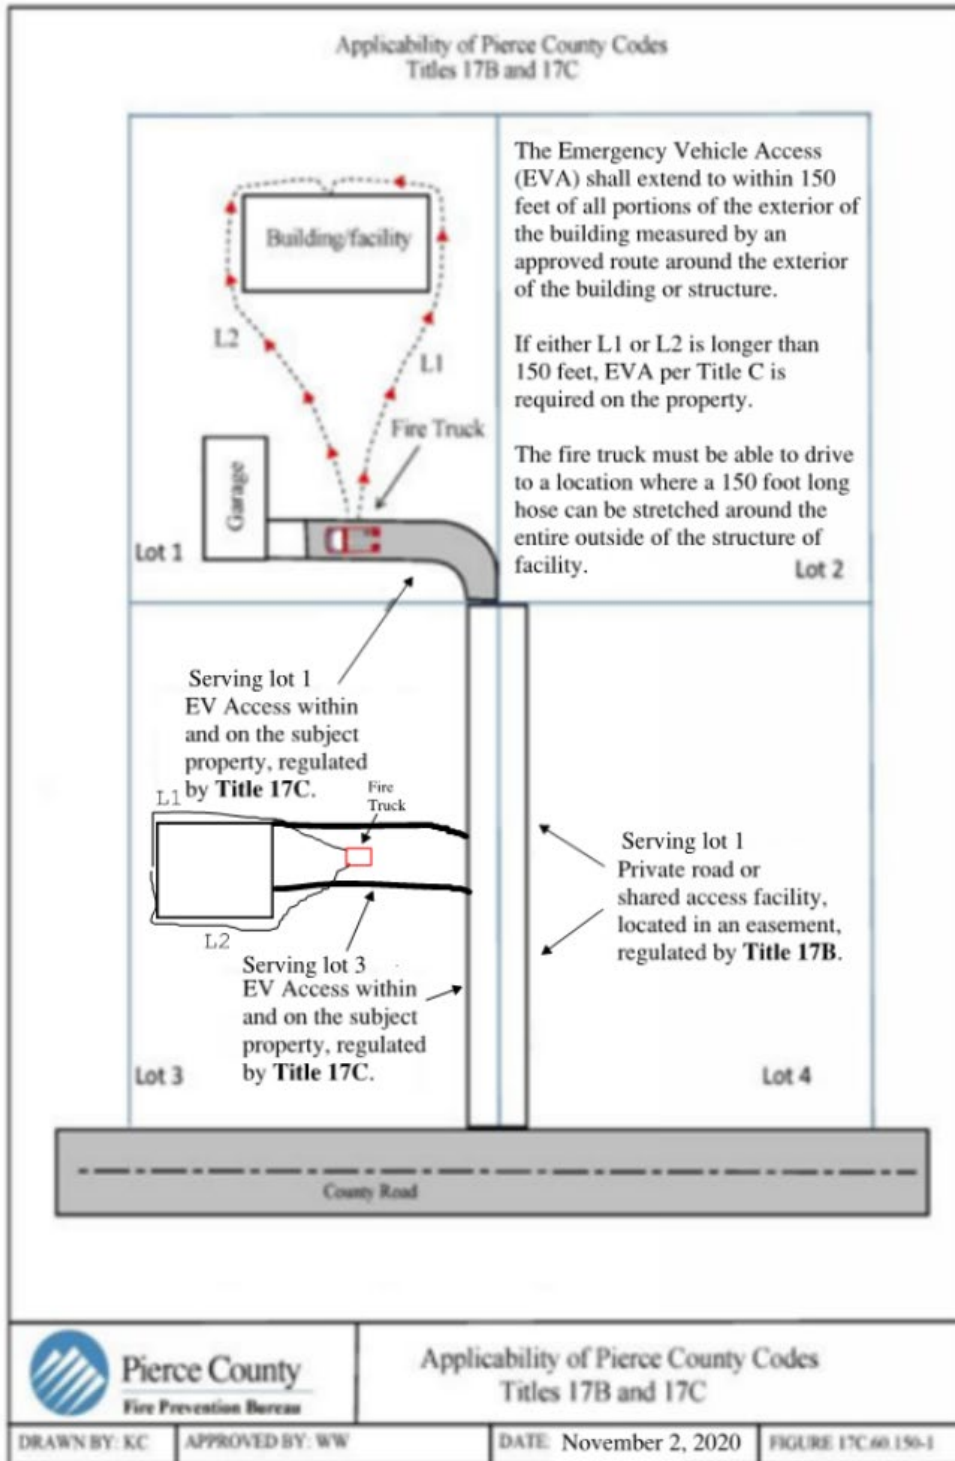 Applicability of Pierce County Codes
Titles 17B and 17C
The Emergency Vehicle Access
(EVA) shall extend to within 150
feet of all portions of the exterior of
the building measured by an
approved route around the exterior
of the building or structure.
If either L1 or L2 is longer than
150 feet, EVA per Title C is
required on the property.
The fire truck must be able to drive
to a location where a 150 foot long
hose can be stretched around the
entire outside of the structure of
facility.
Lot 2
Building/facility
L2
L1
Fire Truck
Garage
Lot 1
Serving lot 1
EV Access within
and on the subject
property, regulated
by Title 17C.
L1
Fire
Truck
L2
Serving lot 3
EV Access within
and on the subject
property, regulated
by Title 17C.
Lot 3
Serving lot 1
Private road or
shared access facility,
located in an easement,
regulated by Title 17B.
Lot 4
County Road
Pierce County
Fire Prevention Bureau
Applicability of Pierce County Codes
Titles 17B and 17C
DRAWN BY: KC
APPROVED BY: WW
DATE November 2, 2020
FIGURE 17C.60.150-1